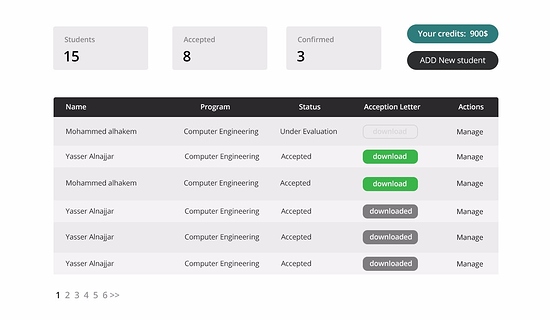 Students Accepted Confirmed Your credits: 900$
15 8 3 ADD New student
Name Program Status Acception Letter Actions
Mohammed alhakem Computer Engineering Under Evaluation download Manage
Yasser Alnajjar Computer Engineering Accepted download Manage
Mohammed alhakem Computer Engineering Accepted download Manage
Yasser Alnajjar Computer Engineering Accepted downloaded Manage
Yasser Alnajjar Computer Engineering Accepted downloaded Manage
Yasser Alnajjar Computer Engineering Accepted downloaded Manage
1 2 3 4 5 6 >>